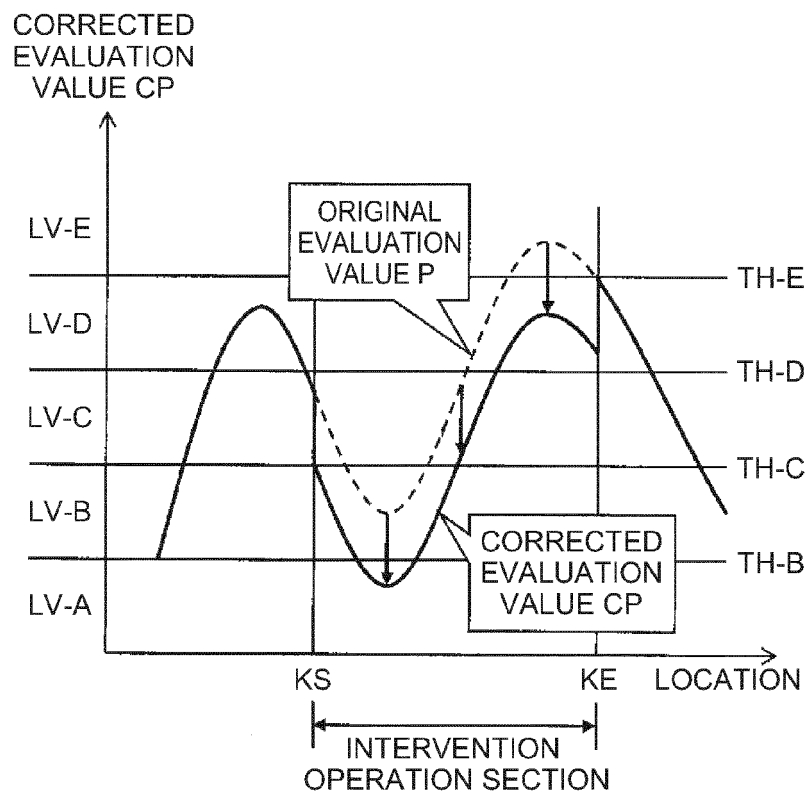 CORRECTED
EVALUATION
VALUE CP
ORIGINAL
EVALUATION
VALUE P
LV-E
TH-E
LV-D
TH-D
LV-C
TH-C
LV-B
CORRECTED
EVALUATION
VALUE CP
TH-B
LV-A
KS
KE
LOCATION
INTERVENTION
OPERATION SECTION